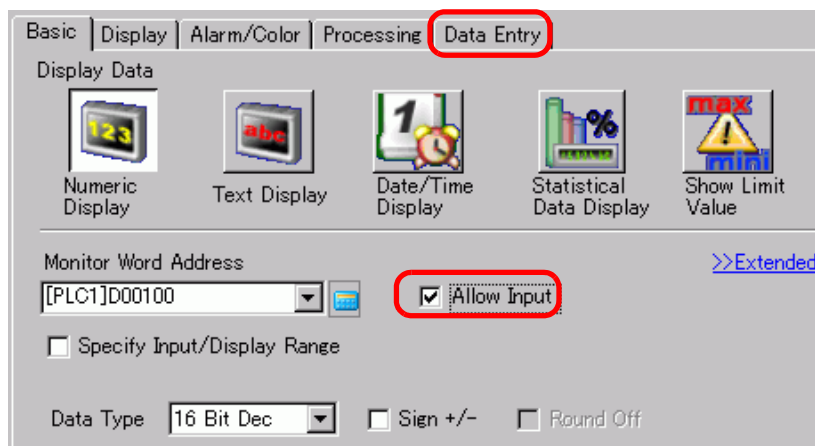 Basic Display Alarm/Color Processing Data Entry
Display Data
123 abc 1 % max mini
Numeric Display
Text Display
Date/Time Display
Statistical Data Display
Show Limit Value
Monitor Word Address
>>Extended
[PLC1]D00100
Allow Input
Specify Input/Display Range
Data Type 16 Bit Dec Sign +/- Round Off